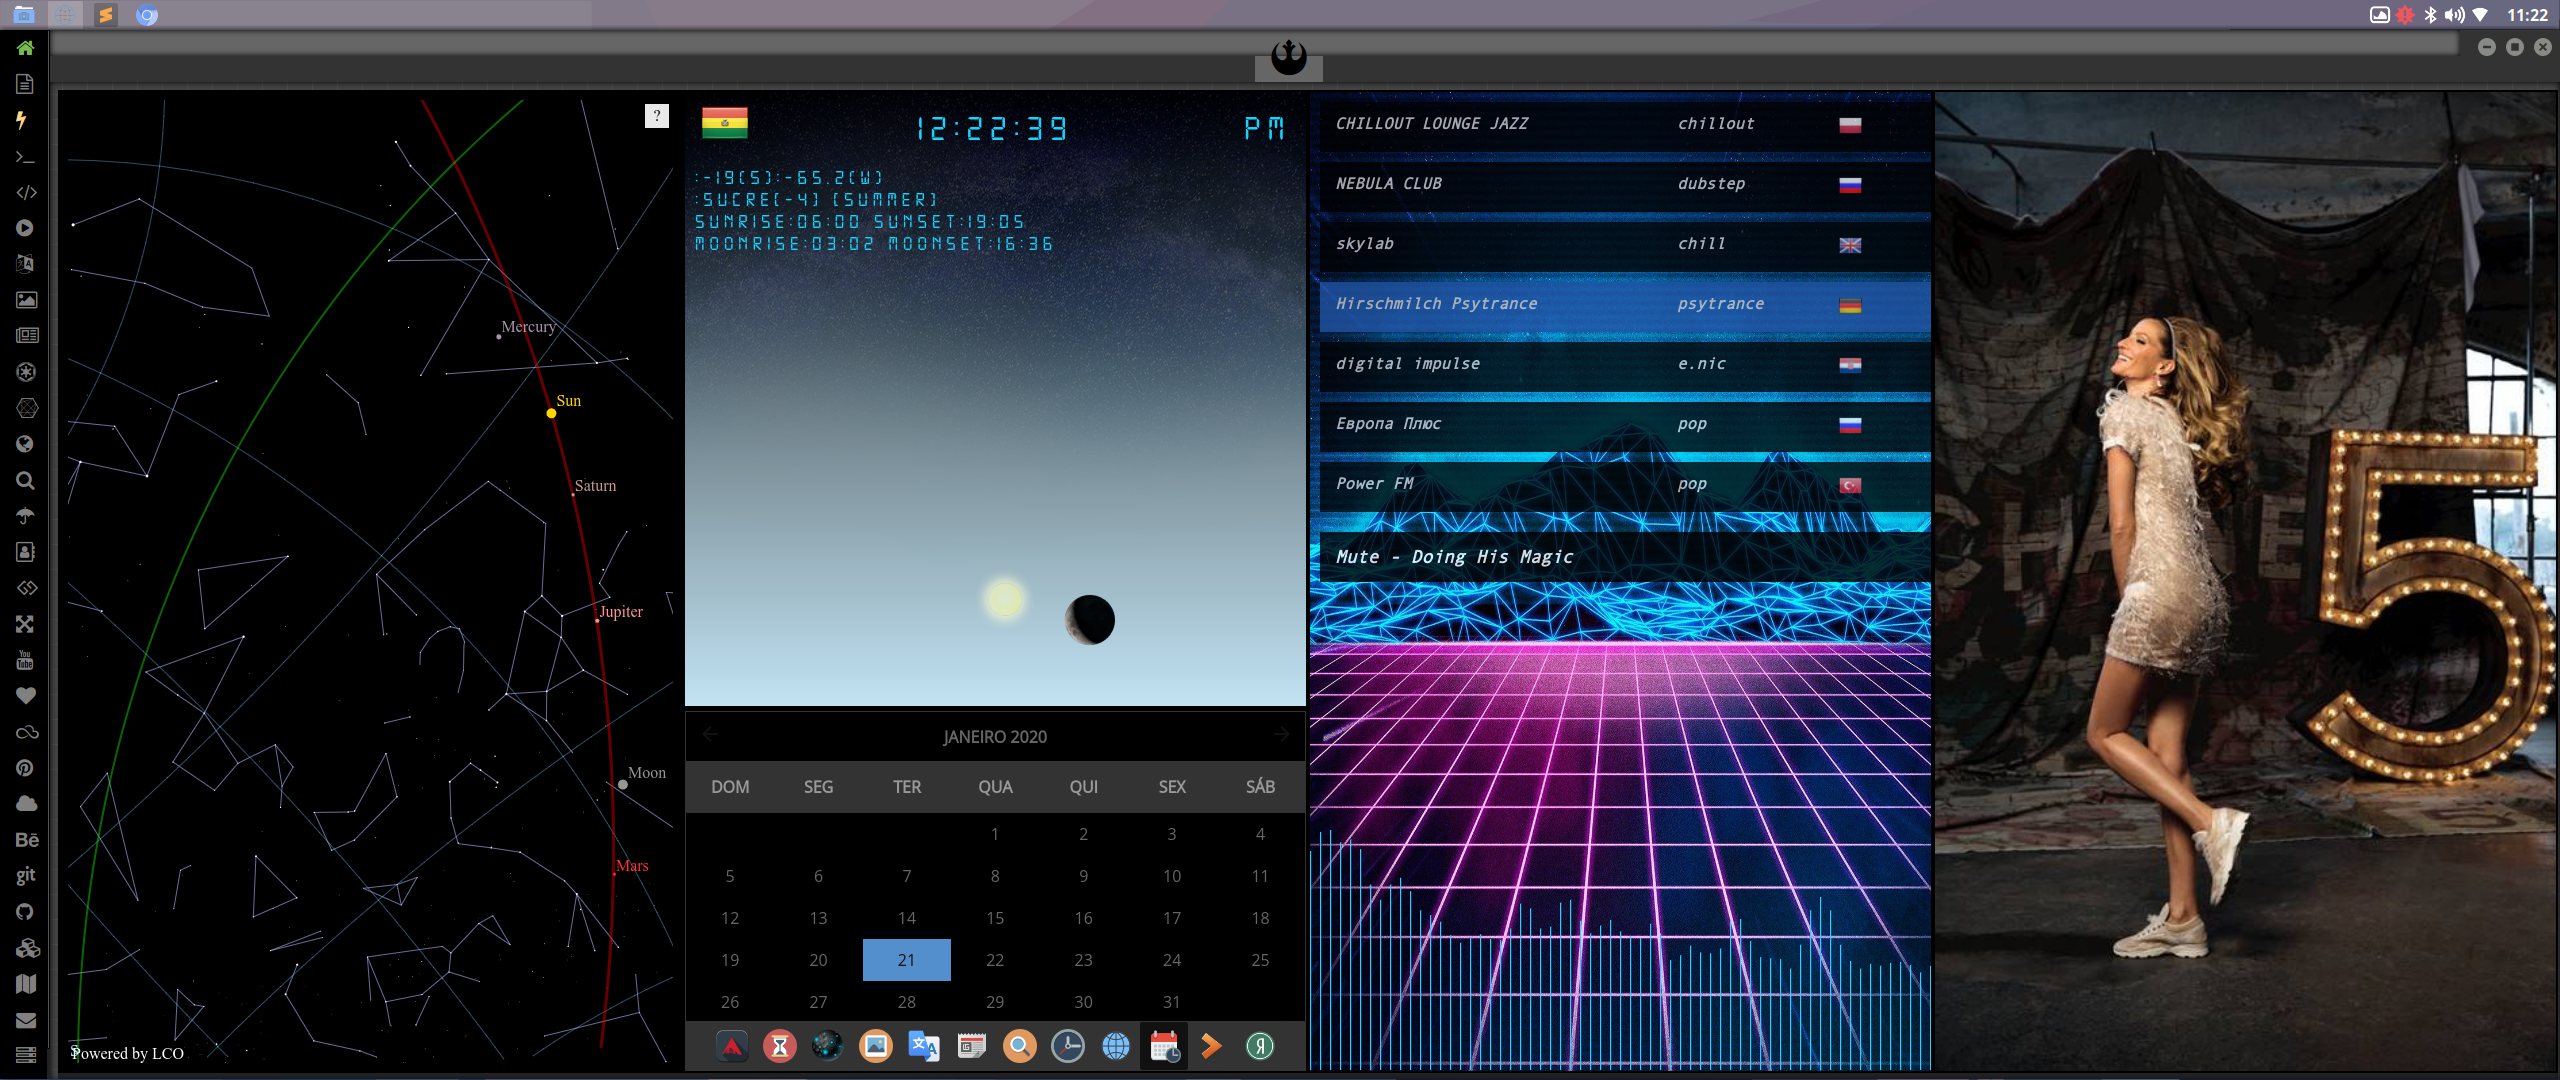 11:22
?
Mercury
Sun
Saturn
Jupiter
Moon
Mars
Powered by LCO
You
Tube
Bē
git
12:22:39 PM
:-19(S):-65.2(W)
:SUCRE(-4) (SUMMER)
SUNRISE:06:00 SUNSET:19:05
MOONRISE:03:02 MOONSET:16:36
JANEIRO 2020
DOM SEG TER QUA QUI SEX SÁB
1 2 3 4
5 6 7 8 9 10 11
12 13 14 15 16 17 18
19 20 21 22 23 24 25
26 27 28 29 30 31
CHILLOUT LOUNGE JAZZ chillout
NEBULA CLUB dubstep
skylab chill
Hirschmilch Psytrance psytrance
digital impulse e.nic
Европа Плюс pop
Power FM pop
Mute - Doing His Magic
5